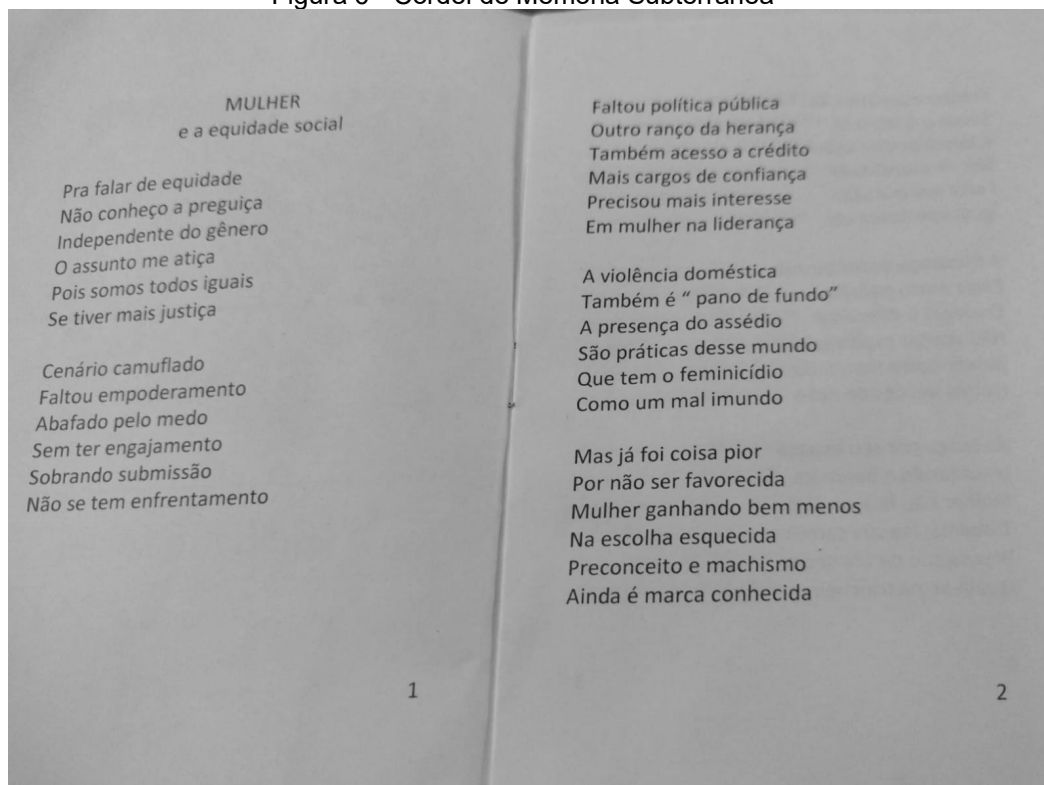 Cordel de Memória Subterrânea
MULHER
e a equidade social
Pra falar de equidade
Não conheço a preguiça
Independente do gênero
O assunto me atiça
Pois somos todos iguais
Se tiver mais justiça
Cenário camuflado
Faltou empoderamento
Abafado pelo medo
Sem ter engajamento
Sobrando submissão
Não se tem enfrentamento
1
Faltou política pública
Outro ranço da herança
Também acesso a crédito
Mais cargos de confiança
Precisou mais interesse
Em mulher na liderança
A violência doméstica
Também é “ pano de fundo”
A presença do assédio
São práticas desse mundo
Que tem o feminicídio
Como um mal imundo
Mas já foi coisa pior
Por não ser favorecida
Mulher ganhando bem menos
Na escolha esquecida
Preconceito e machismo
Ainda é marca conhecida
2